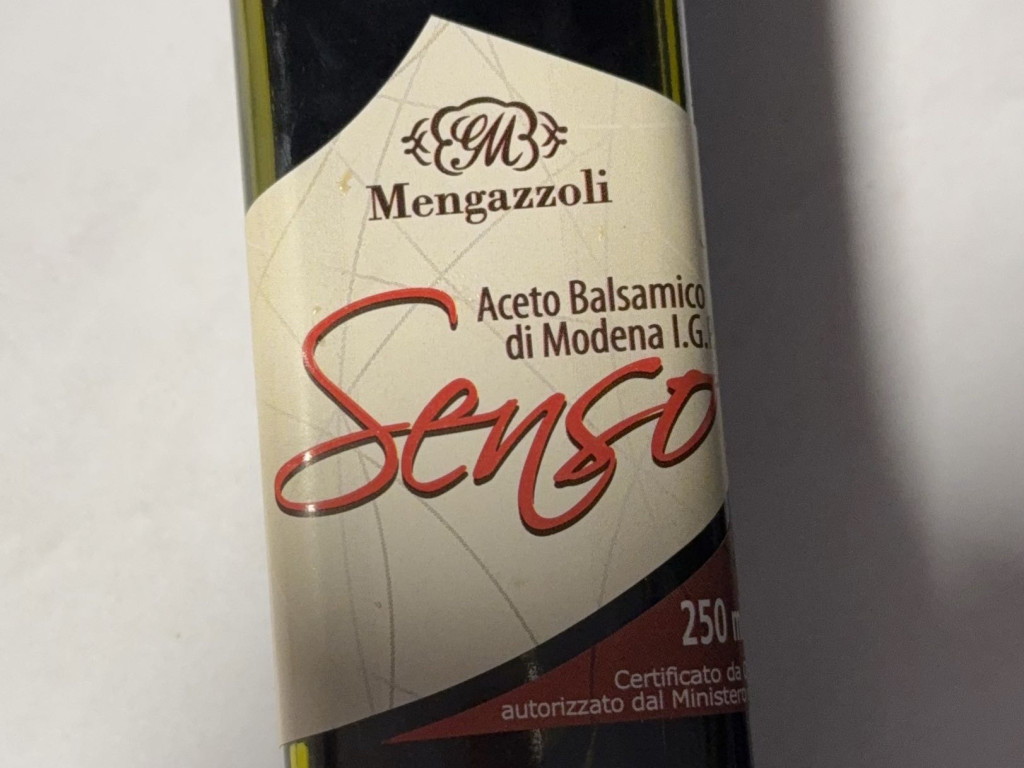 GM
Mengazzoli
Aceto Balsamico
di Modena I.G.
Senso
250 m
Certificato da
autorizzato dal Ministero